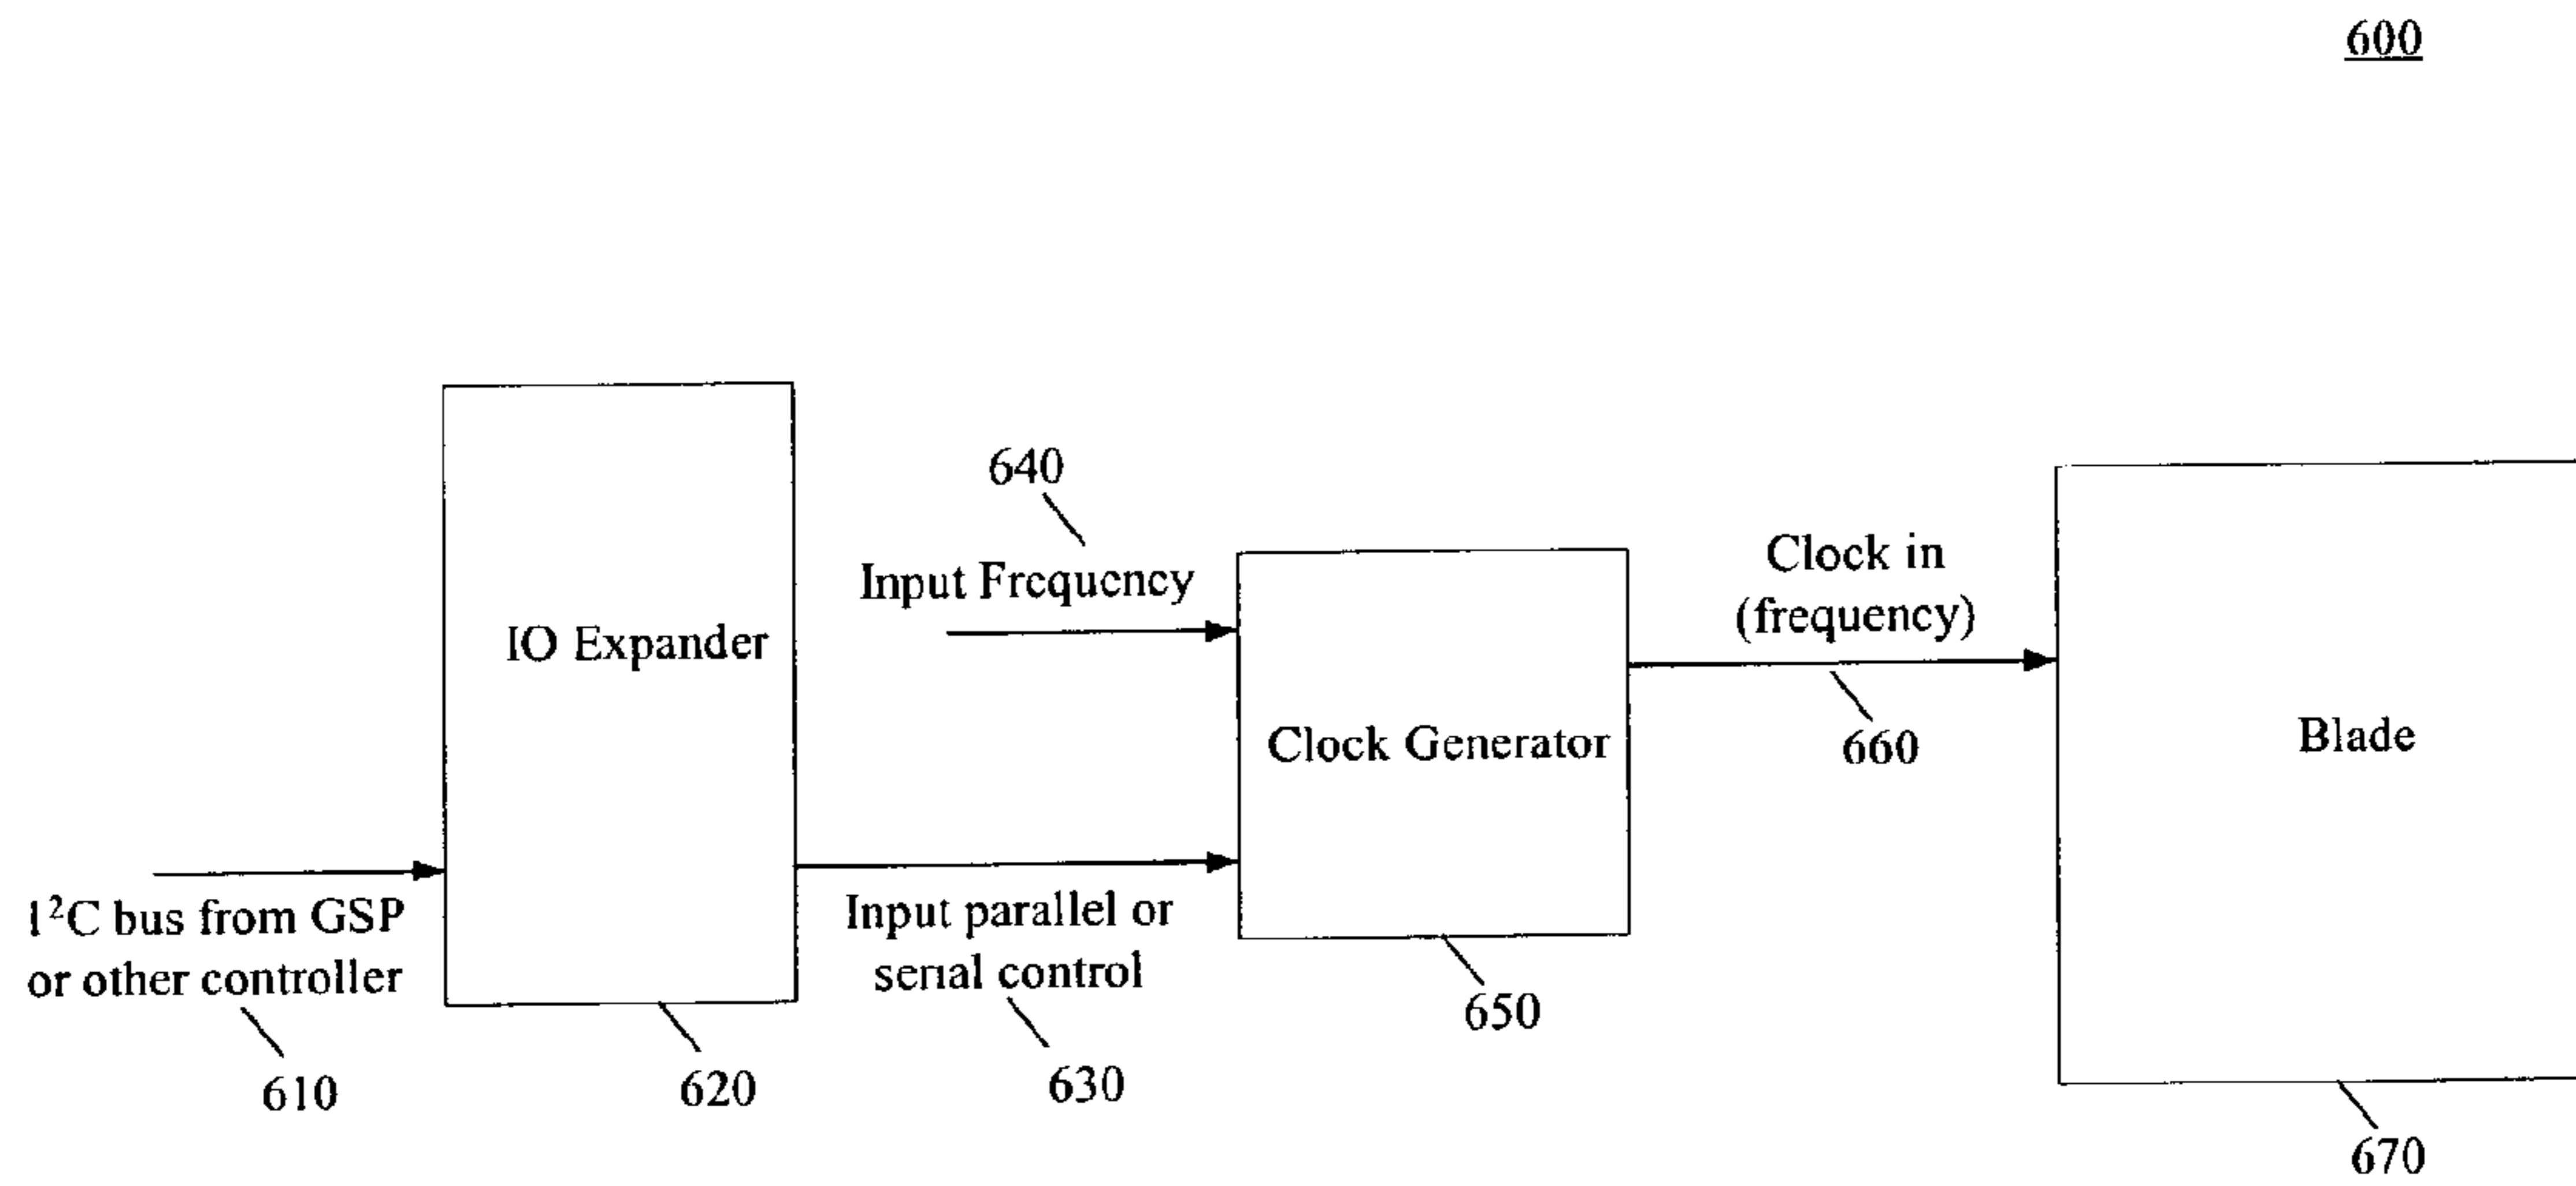 600
640
Input Frequency
Clock in
(frequency)
IO Expander
Clock Generator
660
Blade
I²C bus from GSP
or other controller
Input parallel or
serial control
610
620
630
650
670